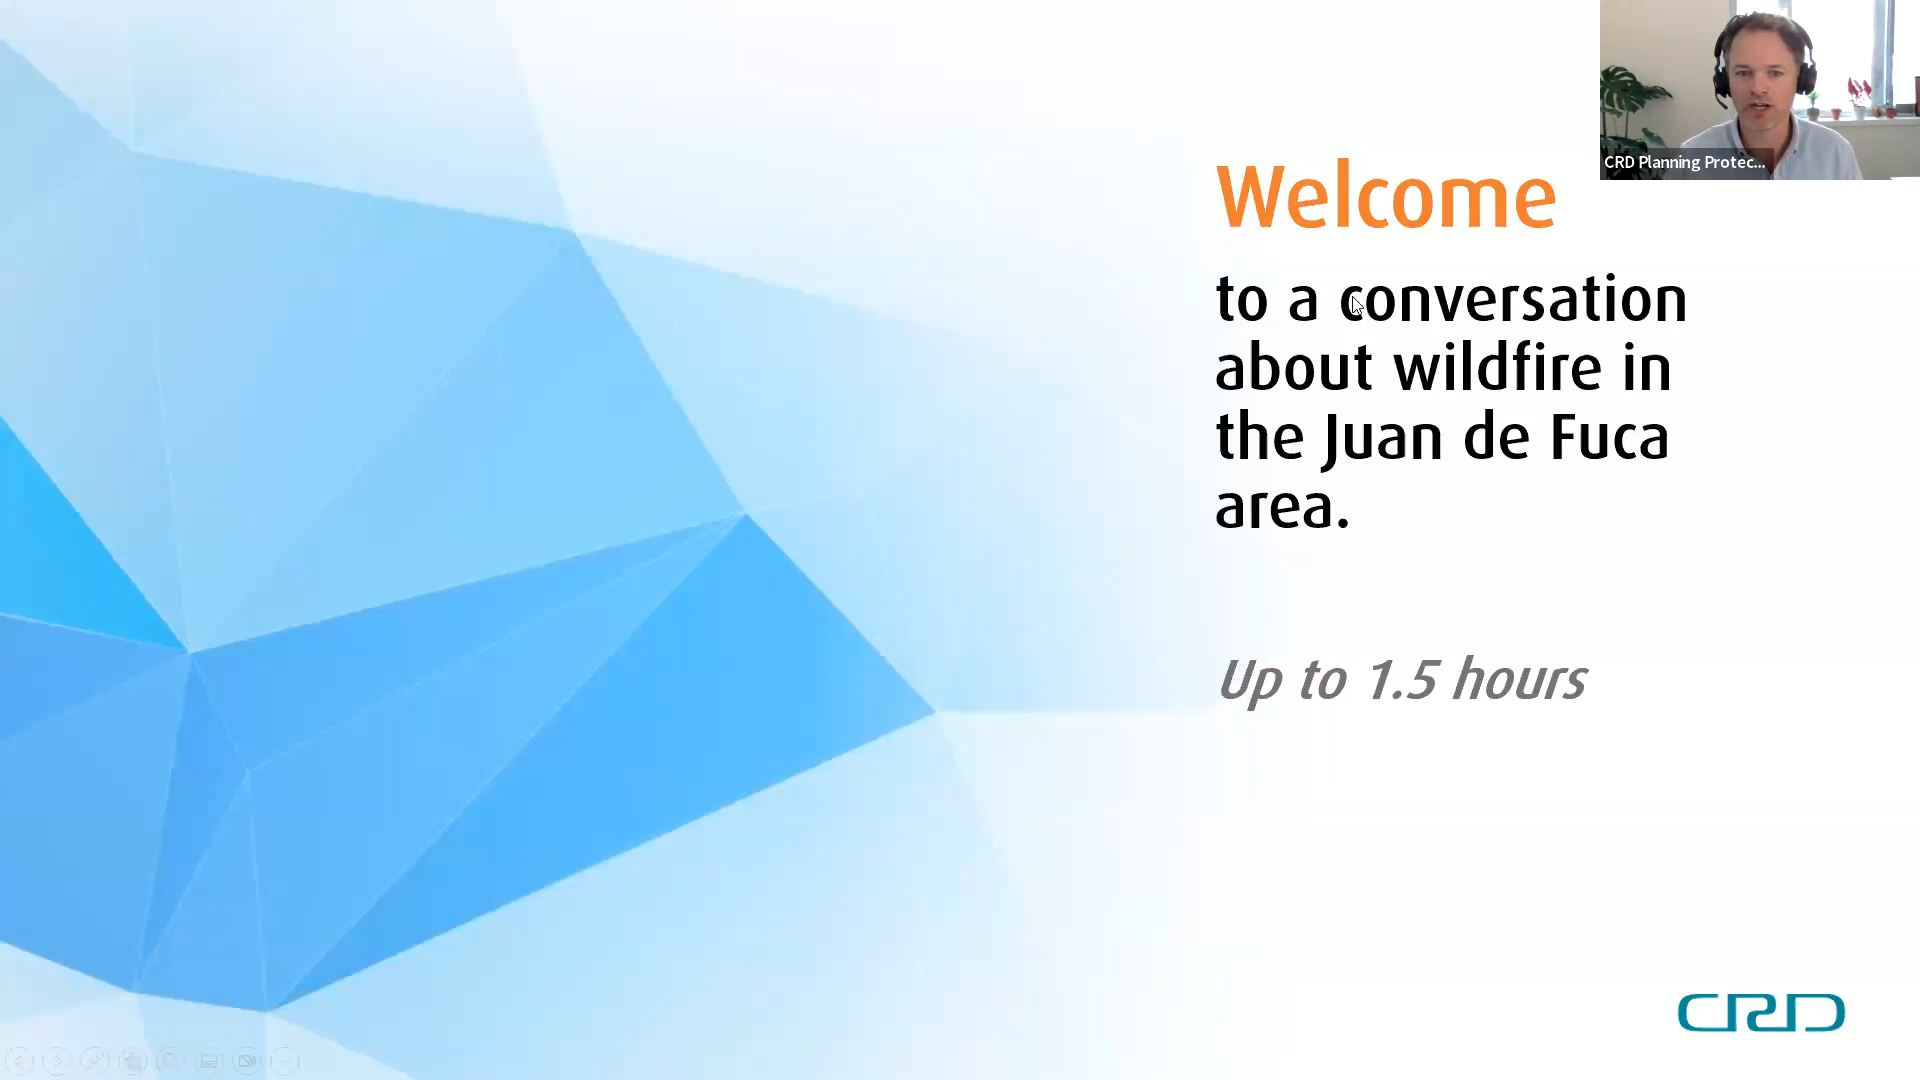 CRD Planning Protec...
Welcome
to a conversation
about wildfire in
the Juan de Fuca
area.
Up to 1.5 hours
CRD